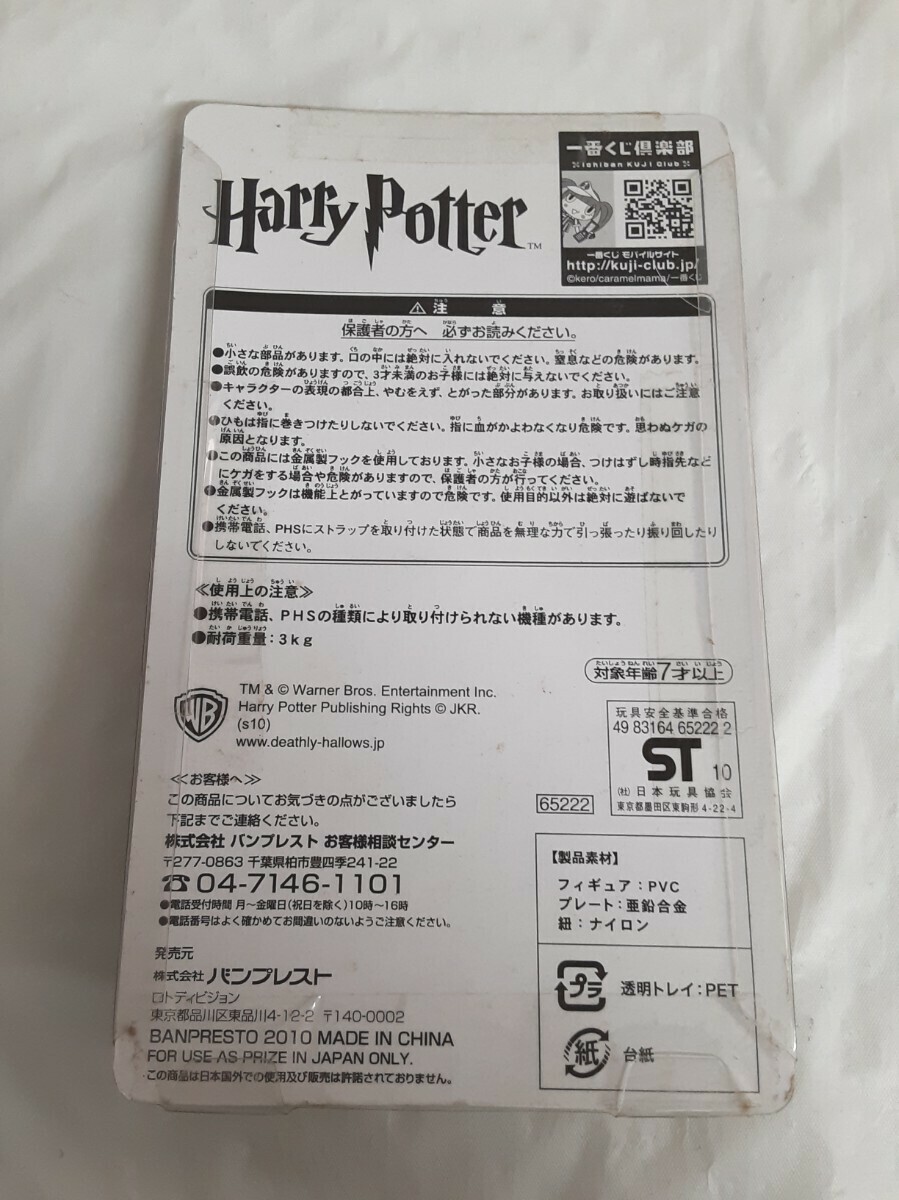 一番くじ倶楽部
Ichiban KUJI Club
Harry Potter™
一番くじ モバイルサイト
http://kuji-club.jp/
©kero/caramelmama/一番くじ
⚠注意
保護者の方へ 必ずお読みください。
●小さな部品があります。口の中には絶対に入れないでください。窒息などの危険があります。
●誤飲の危険がありますので、3才未満のお子様には絶対に与えないでください。
●キャラクターの表現の都合上、やむをえず、とがった部分があります。お取り扱いにはご注意
ください。
●ひもは指に巻きつけたりしないでください。指に血がかよわなくなり危険です。思わぬケガの
原因となります。
●この商品には金属製フックを使用しております。小さなお子様の場合、つけはずし時指先など
にケガをする場合や危険がありますので、保護者の方が行ってください。
●金属製フックは機能上とがっていますので危険です。使用目的以外は絶対に遊ばないで
ください。
●携帯電話、PHSにストラップを取り付けた状態で商品を無理な力で引っ張ったり振り回したり
しないでください。
≪使用上の注意≫
●携帯電話、PHSの種類により取り付けられない機種があります。
●耐荷重量:3kg
対象年齢7才以上
WB
TM & © Warner Bros. Entertainment Inc.
Harry Potter Publishing Rights © JKR.
(s10)
www.deathly-hallows.jp
玩具安全基準合格
49 83164 65222 2
ST 10
(社)日本玩具協会
東京都墨田区東駒形4-22-4
≪お客様へ≫
この商品についてお気づきの点がございましたら
下記までご連絡ください。
株式会社 バンプレスト お客様相談センター
〒277-0863 千葉県柏市豊四季241-22
☎04-7146-1101
●電話受付時間 月〜金曜日(祝日を除く)10時〜16時
●電話番号はよく確かめてお間違いのないようご注意ください。
65222
【製品素材】
フィギュア:PVC
プレート:亜鉛合金
紐:ナイロン
プラ 透明トレイ:PET
紙 台紙
発売元
株式会社バンプレスト
ロトディビジョン
東京都品川区東品川4-12-2 〒140-0002
BANPRESTO 2010 MADE IN CHINA
FOR USE AS PRIZE IN JAPAN ONLY.
この商品は日本国外での使用及び販売は許諾されておりません。